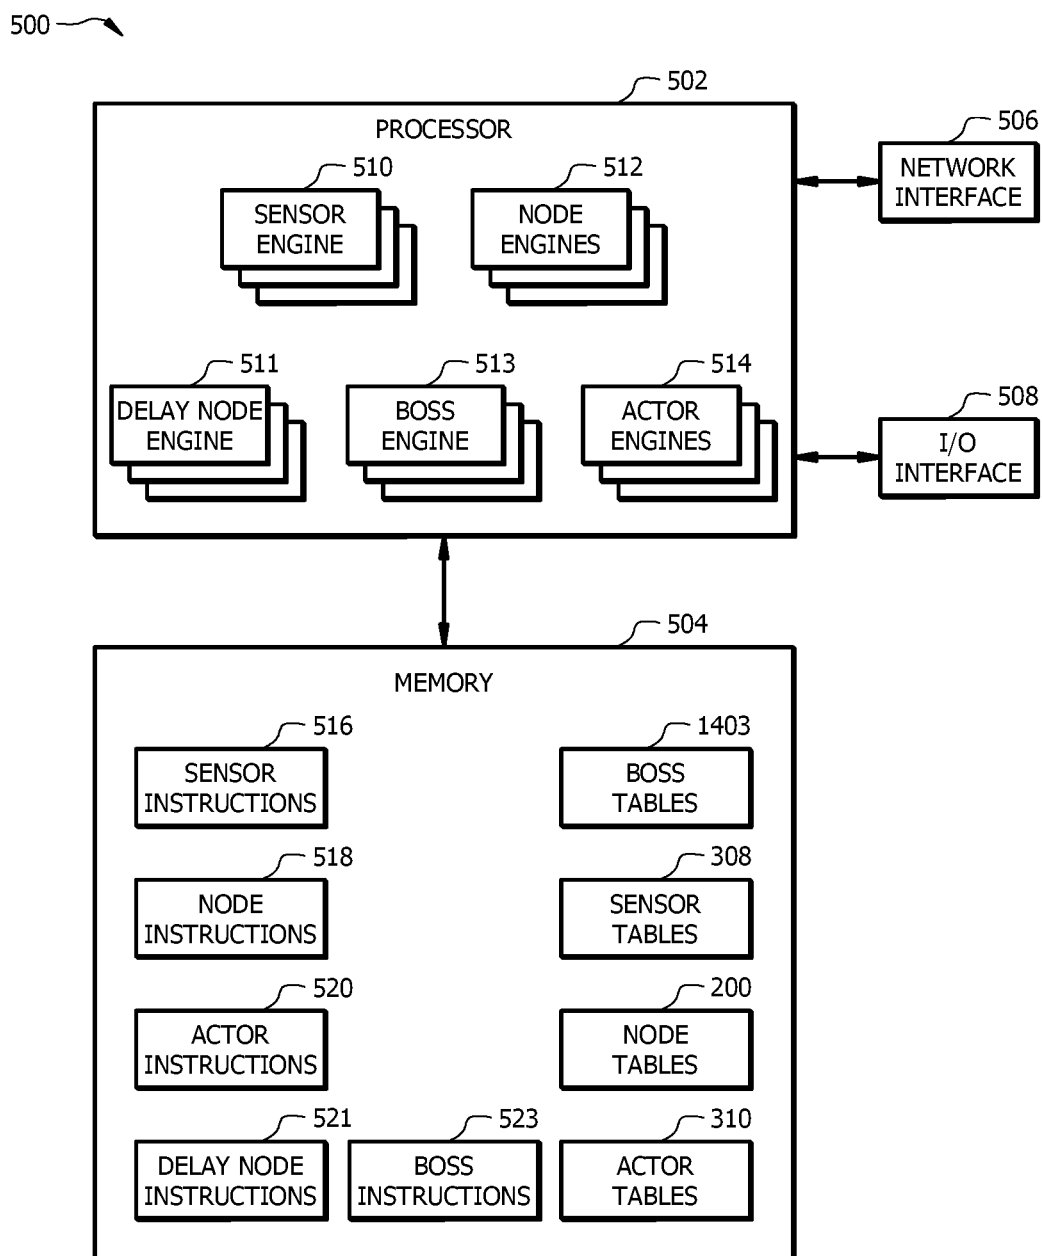 500
502
PROCESSOR
506
NETWORK
INTERFACE
510
SENSOR
ENGINE
512
NODE
ENGINES
511
DELAY NODE
ENGINE
513
BOSS
ENGINE
514
ACTOR
ENGINES
508
I/O
INTERFACE
504
MEMORY
516
SENSOR
INSTRUCTIONS
1403
BOSS
TABLES
518
NODE
INSTRUCTIONS
308
SENSOR
TABLES
520
ACTOR
INSTRUCTIONS
200
NODE
TABLES
521
DELAY NODE
INSTRUCTIONS
523
BOSS
INSTRUCTIONS
310
ACTOR
TABLES